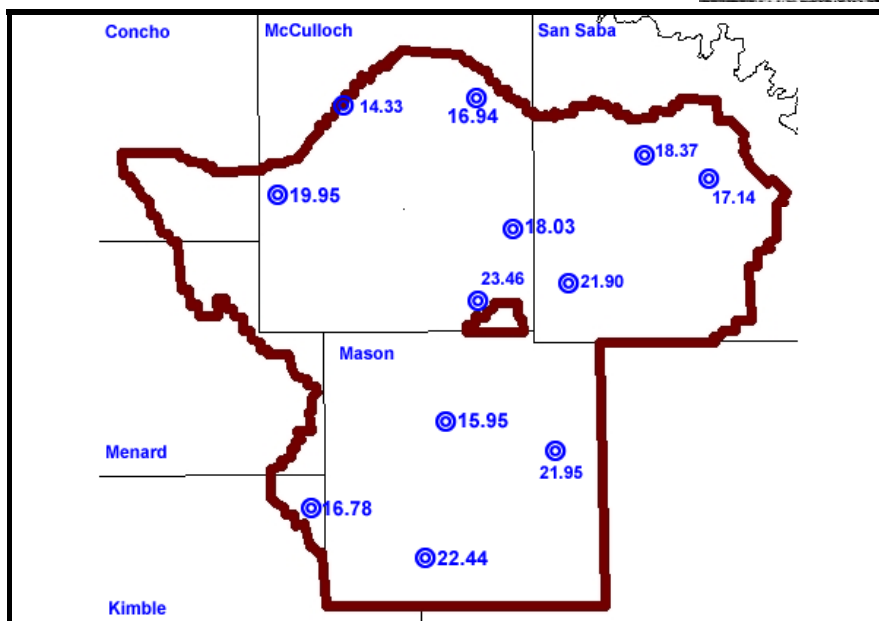 Concho
McCulloch
San Saba
14.33
16.94
18.37
17.14
19.95
18.03
23.46
21.90
Mason
15.95
21.95
Menard
16.78
22.44
Kimble